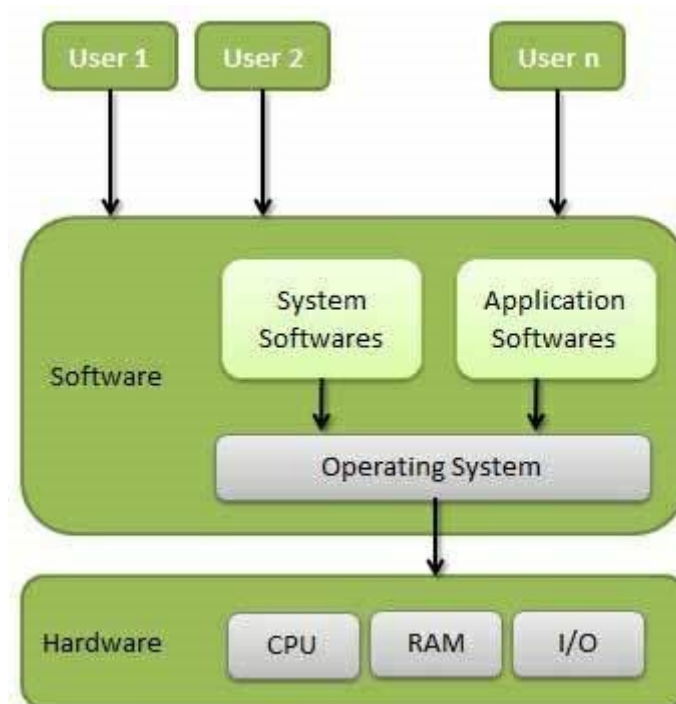 User 1
User 2
User n
System
Softwares
Application
Softwares
Software
Operating System
Hardware
CPU
RAM
I/O